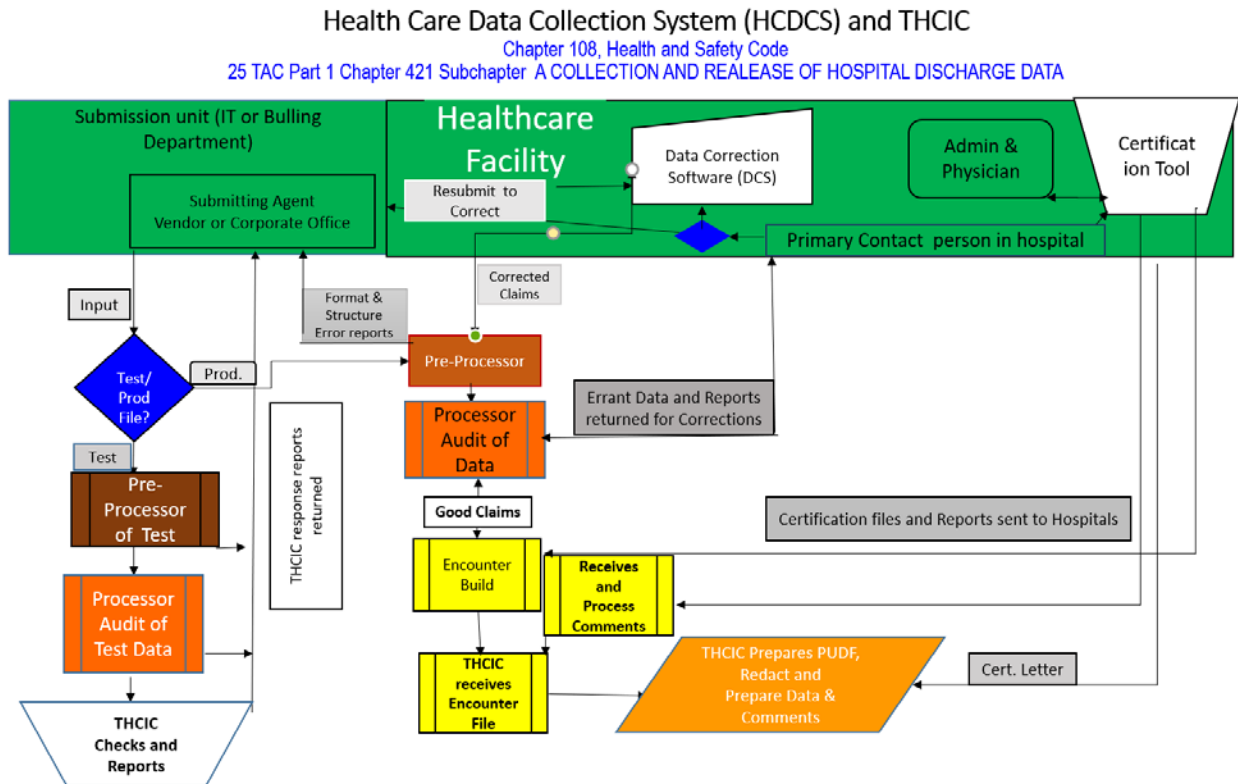 Health Care Data Collection System (HCDCS) and THCIC
Chapter 108, Health and Safety Code
25 TAC Part 1 Chapter 421 Subchapter A COLLECTION AND REALEASE OF HOSPITAL DISCHARGE DATA
Submission unit (IT or Bulling
Department)
Submitting Agent
Vendor or Corporate Office
Healthcare
Facility
Resubmit to
Correct
Data Correction
Software (DCS)
Admin &
Physician
Certificat
ion Tool
Primary Contact person in hospital
Input
Format &
Structure
Error reports
Corrected
Claims
Test/
Prod
File?
Prod.
Pre-Processor
Errant Data and Reports
returned for Corrections
Processor
Audit of
Data
Test
Pre-
Processor
of Test
THCIC response reports
returned
Good Claims
Certification files and Reports sent to Hospitals
Encounter
Build
Receives
and
Process
Comments
Processor
Audit of
Test Data
THCIC
receives
Encounter
File
THCIC Prepares PUDF,
Redact and
Prepare Data &
Comments
Cert. Letter
THCIC
Checks and
Reports